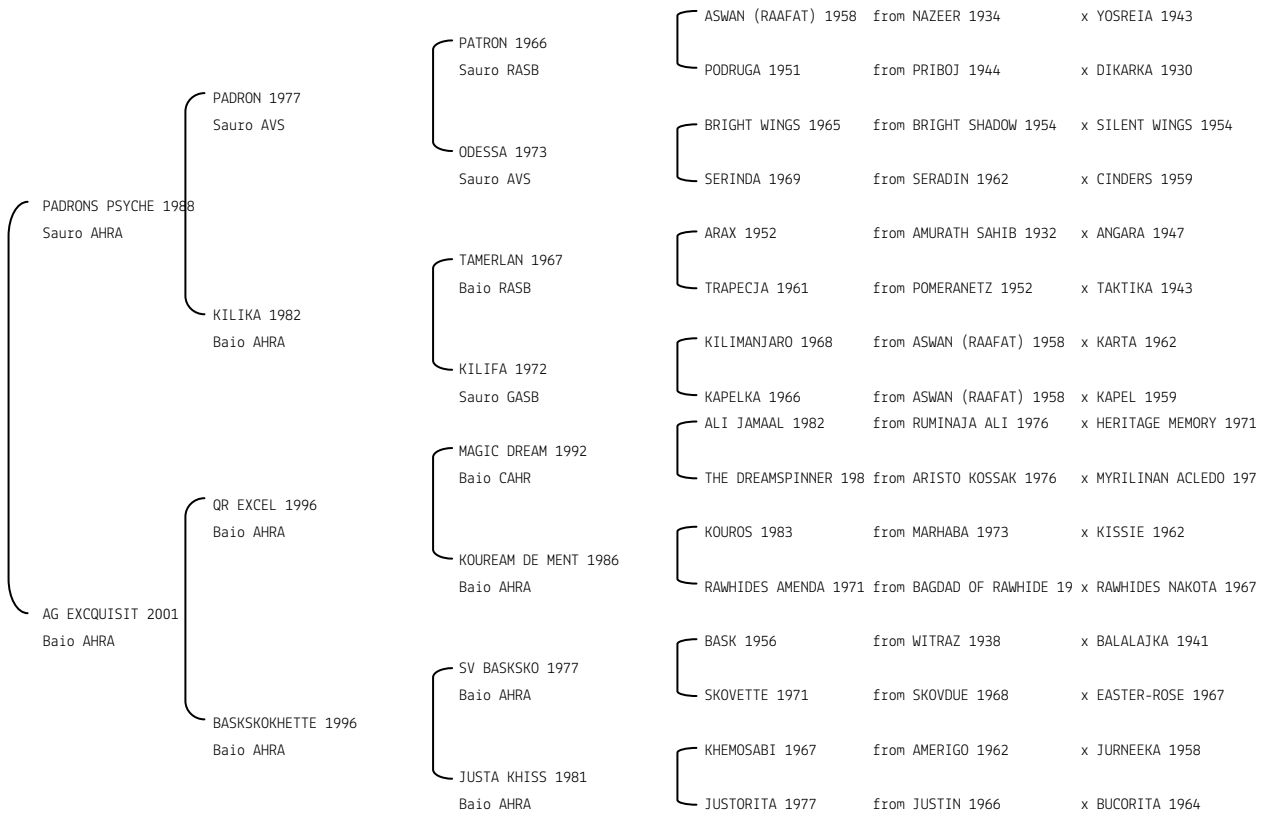 ASWAN (RAAFAT) 1958 from NAZEER 1934 x YOSREIA 1943
PATRON 1966
Sauro RASB
PODRUGA 1951 from PRIBOJ 1944 x DIKARKA 1930
PADRON 1977
Sauro AVS
BRIGHT WINGS 1965 from BRIGHT SHADOW 1954 x SILENT WINGS 1954
ODESSA 1973
Sauro AVS
SERINDA 1969 from SERADIN 1962 x CINDERS 1959
PADRONS PSYCHE 1988
Sauro AHRA
ARAX 1952 from AMURATH SAHIB 1932 x ANGARA 1947
TAMERLAN 1967
Baio RASB
TRAPECJA 1961 from POMERANETZ 1952 x TAKTIKA 1943
KILIKA 1982
Baio AHRA
KILIMANJARO 1968 from ASWAN (RAAFAT) 1958 x KARTA 1962
KILIFA 1972
Sauro GASB
KAPELKA 1966 from ASWAN (RAAFAT) 1958 x KAPEL 1959
ALI JAMAAL 1982 from RUMINAJA ALI 1976 x HERITAGE MEMORY 1971
MAGIC DREAM 1992
Baio CAHR
THE DREAMSPINNER 198 from ARISTO KOSSAK 1976 x MYRILINAN ACLEDO 197
QR EXCEL 1996
Baio AHRA
KOUROS 1983 from MARHABA 1973 x KISSIE 1962
KOUREAM DE MENT 1986
Baio AHRA
RAWHIDES AMENDA 1971 from BAGDAD OF RAWHIDE 19 x RAWHIDES NAKOTA 1967
AG EXCQUISIT 2001
Baio AHRA
BASK 1956 from WITRAZ 1938 x BALALAJKA 1941
SV BASKSKO 1977
Baio AHRA
SKOVETTE 1971 from SKOVDUE 1968 x EASTER-ROSE 1967
BASKSKOKHETTE 1996
Baio AHRA
KHEMOSABI 1967 from AMERIGO 1962 x JURNEEKA 1958
JUSTA KHISS 1981
Baio AHRA
JUSTORITA 1977 from JUSTIN 1966 x BUCORITA 1964